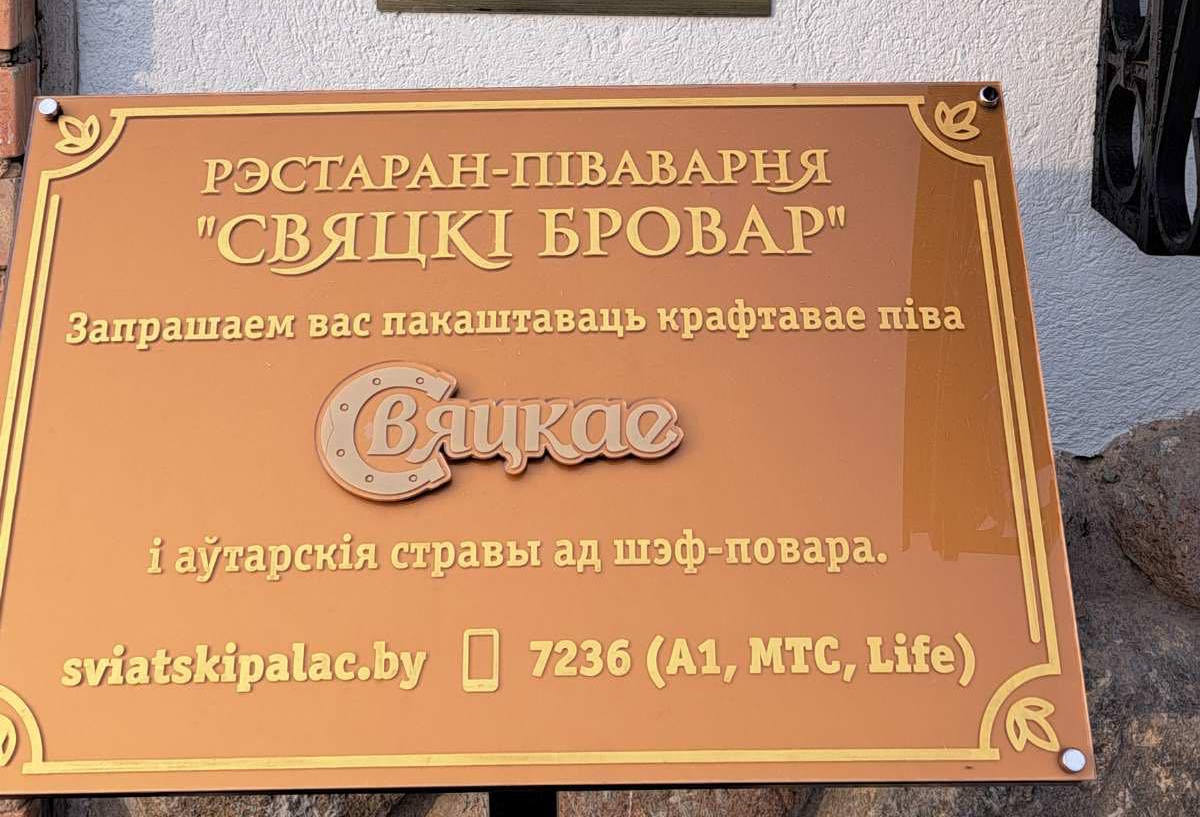 РЭСТАРАН-ПІВАВАРНЯ
"СВЯЦКІ БРОВАР"
Запрашаем вас пакаштаваць крафтавае піва
Свяцкае
і аўтарскія стравы ад шэф-повара.
sviatskipalac.by 7236 (A1, МТС, Life)